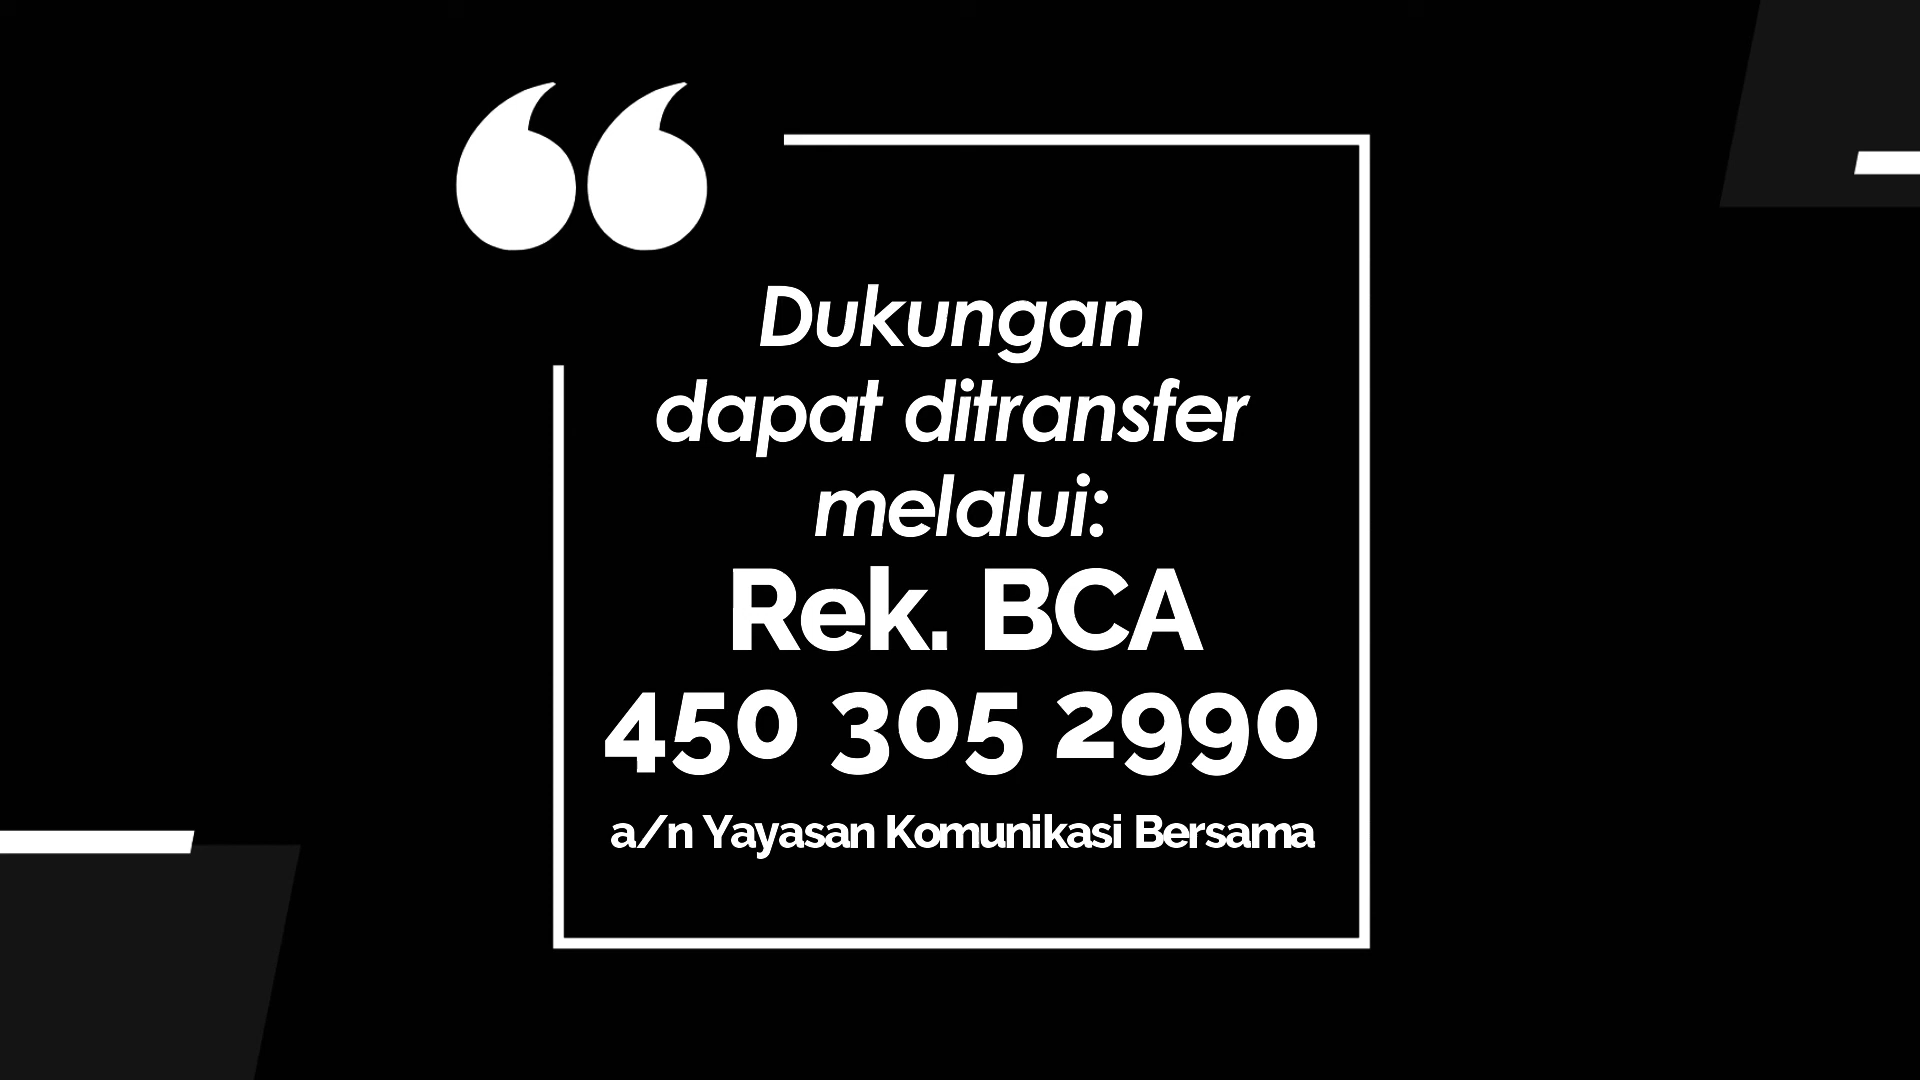 Dukungan
dapat ditransfer
melalui:
Rek. BCA
450 305 2990
a/n Yayasan Komunikasi Bersama